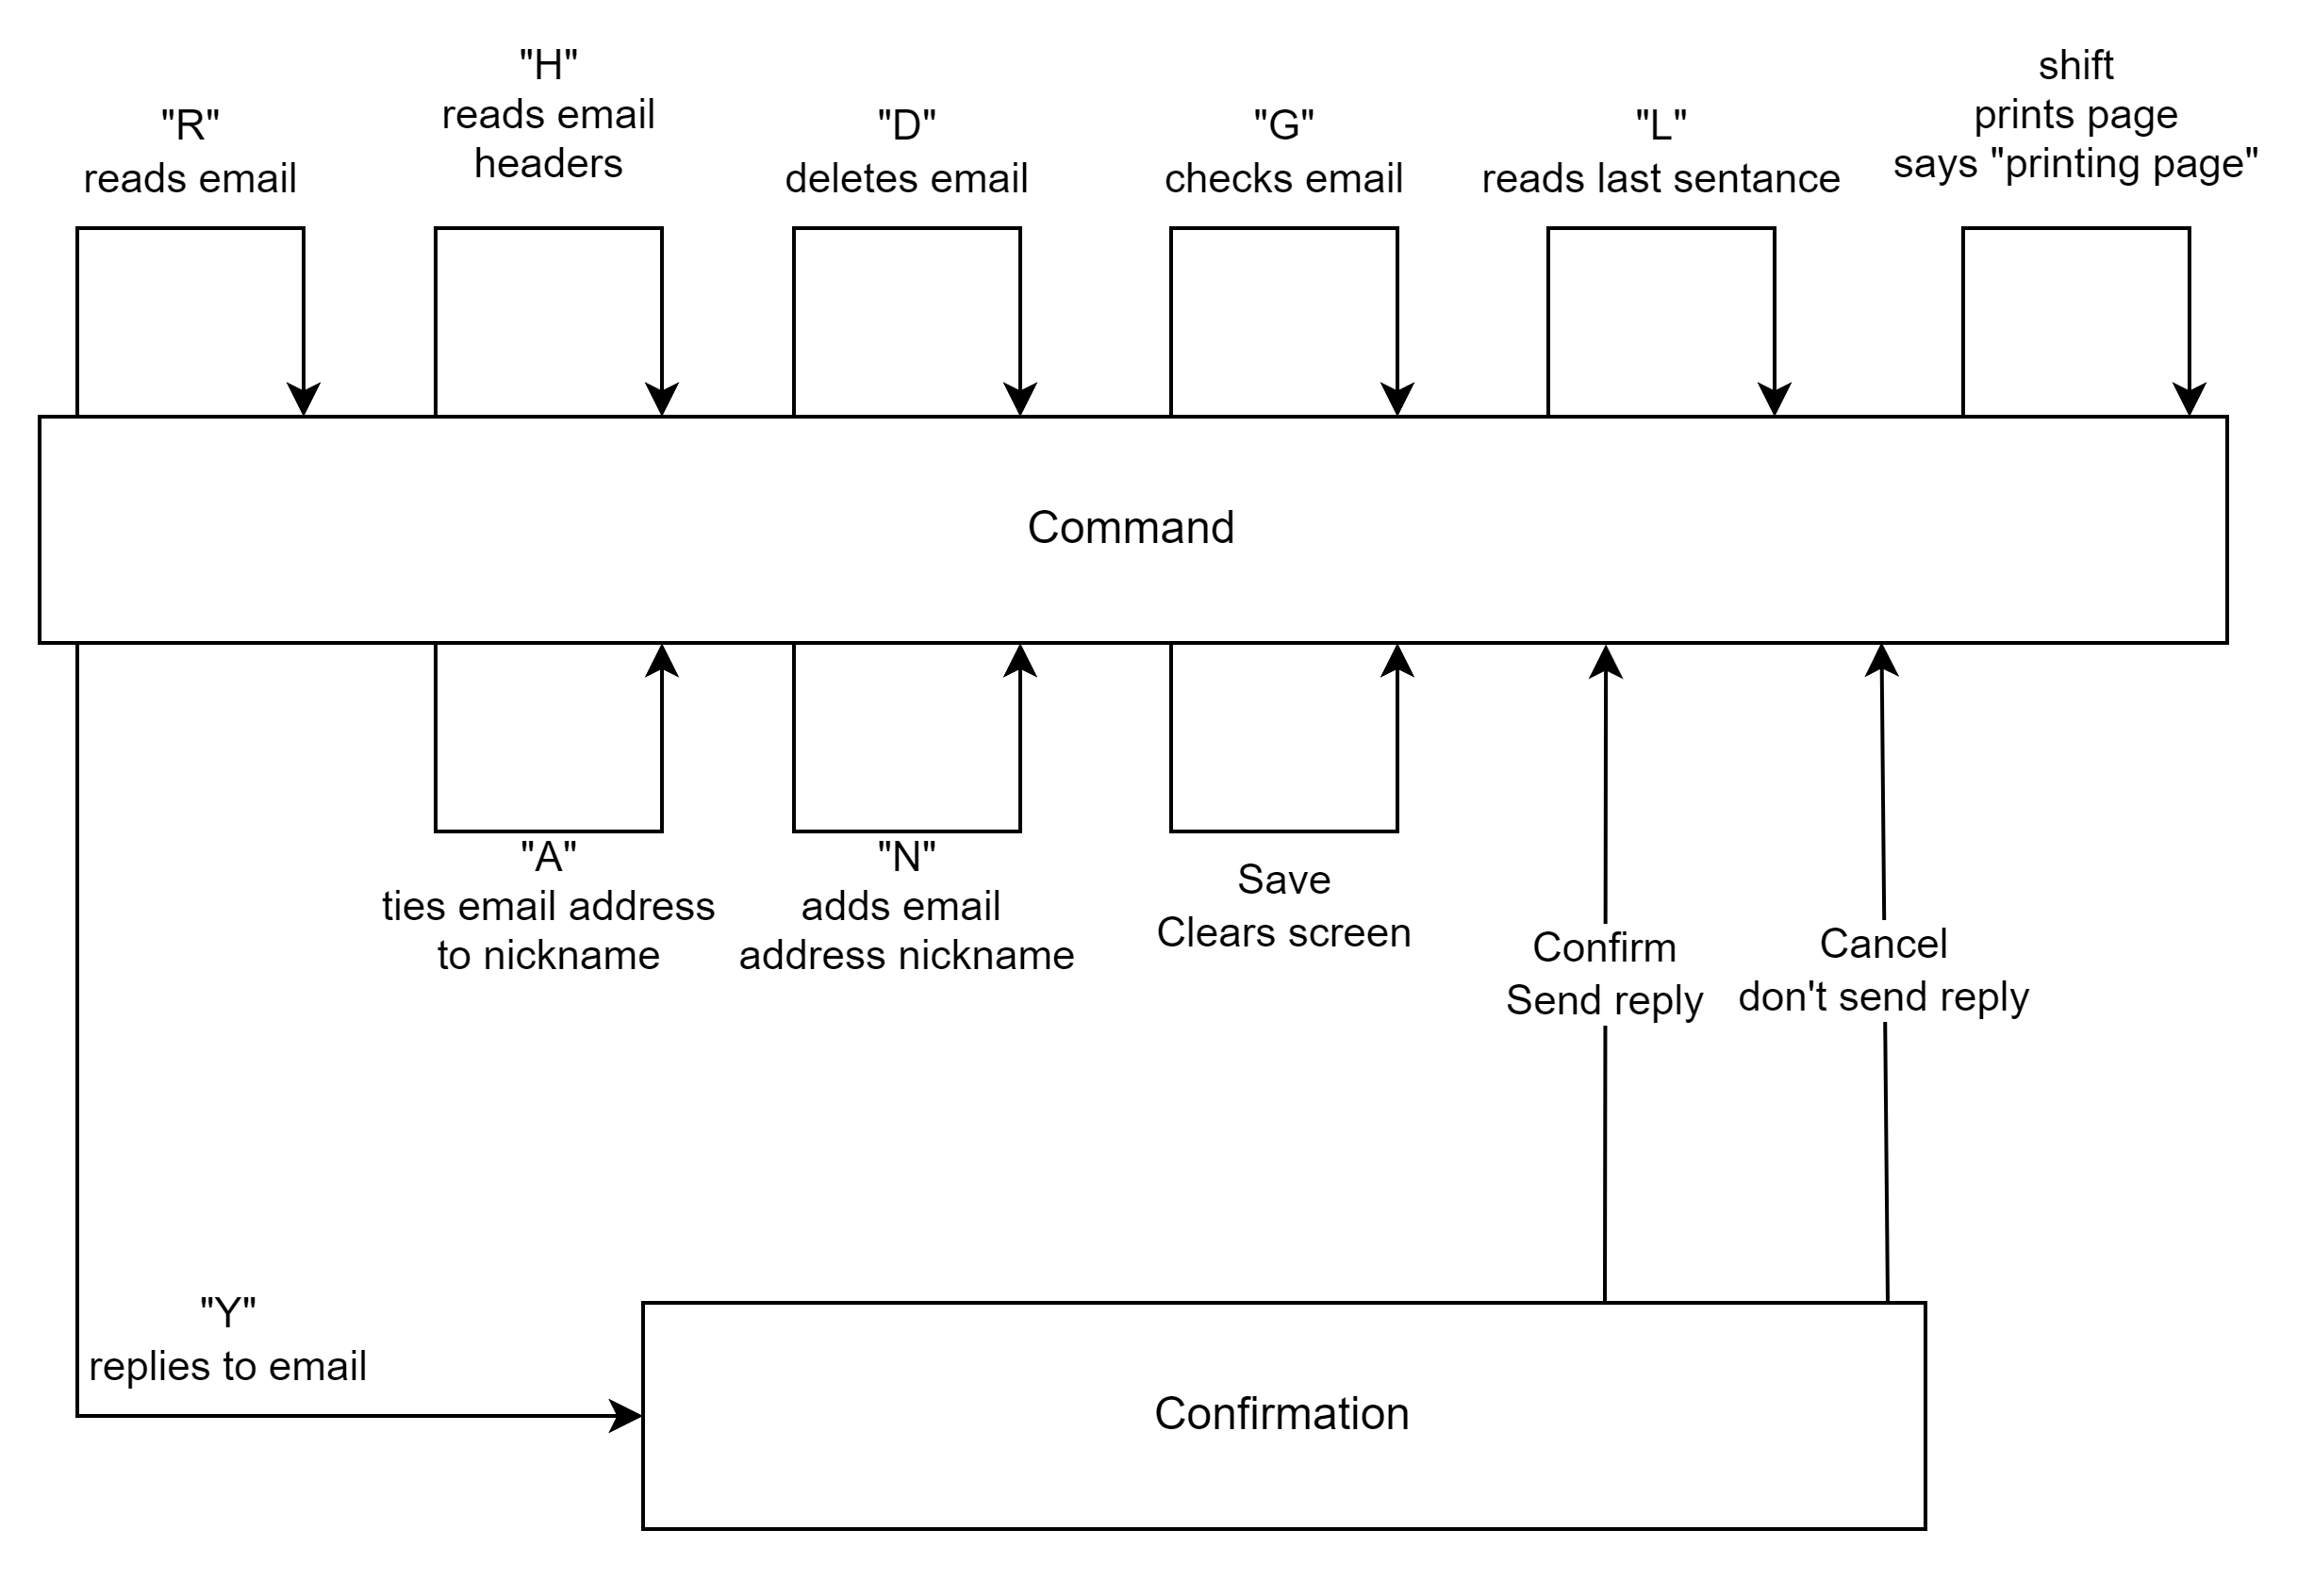 "R"
reads email
"H"
reads email
headers
"D"
deletes email
"G"
checks email
"L"
reads last sentance
shift
prints page
says "printing page"
Command
"A"
ties email address
to nickname
"N"
adds email
address nickname
Save
Clears screen
Confirm
Send reply
Cancel
don't send reply
"Y"
replies to email
Confirmation